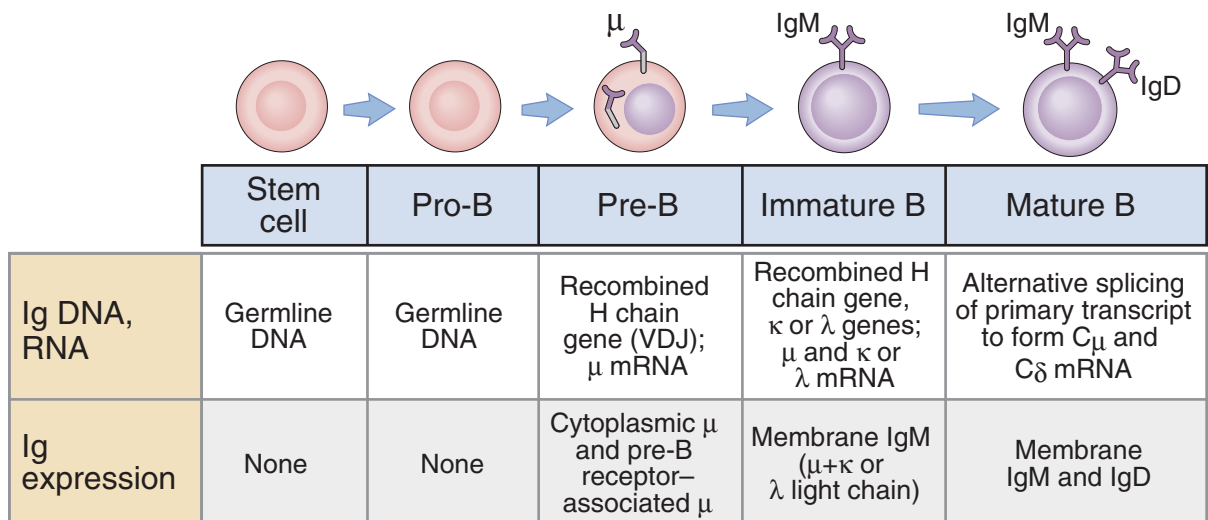 μ
IgM
IgM
IgD
Stem
cell
Pro-B
Pre-B
Immature B
Mature B
Ig DNA,
RNA
Germline
DNA
Germline
DNA
Recombined
H chain
gene (VDJ);
μ mRNA
Recombined H
chain gene,
κ or λ genes;
μ and κ or
λ mRNA
Alternative splicing
of primary transcript
to form Cμ and
Cδ mRNA
Ig
expression
None
None
Cytoplasmic μ
and pre-B
receptor–
associated μ
Membrane IgM
(μ+κ or
λ light chain)
Membrane
IgM and IgD